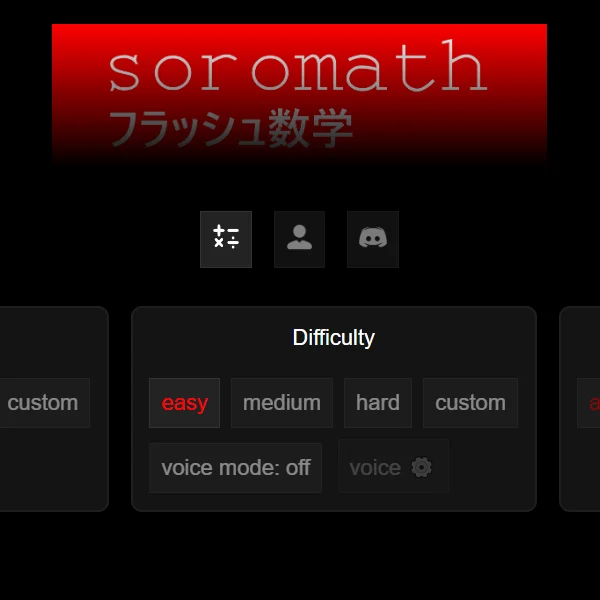 soromath
フラッシュ数学
Difficulty
custom
easy medium hard custom
voice mode: off voice